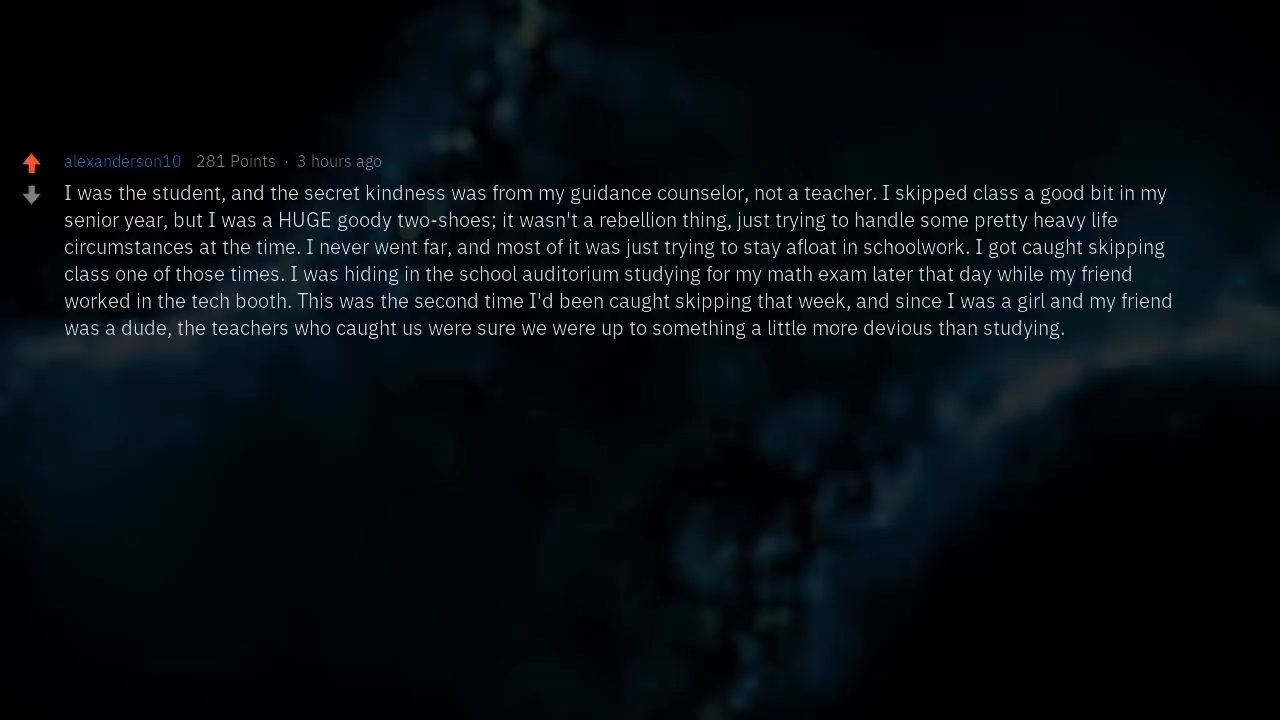 alexanderson10 281 Points · 3 hours ago
I was the student, and the secret kindness was from my guidance counselor, not a teacher. I skipped class a good bit in my
senior year, but I was a HUGE goody two-shoes; it wasn't a rebellion thing, just trying to handle some pretty heavy life
circumstances at the time. I never went far, and most of it was just trying to stay afloat in schoolwork. I got caught skipping
class one of those times. I was hiding in the school auditorium studying for my math exam later that day while my friend
worked in the tech booth. This was the second time I'd been caught skipping that week, and since I was a girl and my friend
was a dude, the teachers who caught us were sure we were up to something a little more devious than studying.